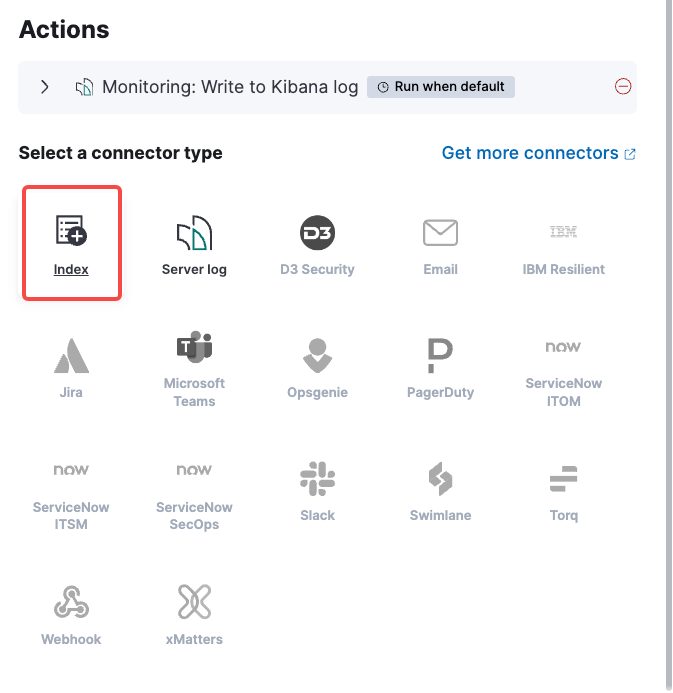 Actions
Monitoring: Write to Kibana log Run when default
Select a connector type Get more connectors
D3
IBM
Index Server log D3 Security Email IBM Resilient
T
now
Jira Microsoft Teams Opsgenie PagerDuty ServiceNow ITOM
now now
ServiceNow ITSM ServiceNow SecOps Slack Swimlane Torq
Webhook xMatters